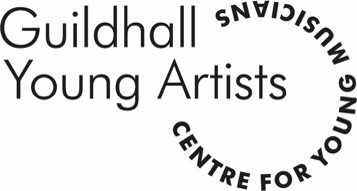 Guildhall
Young Artists
CENTRE FOR YOUNG MUSICIANS